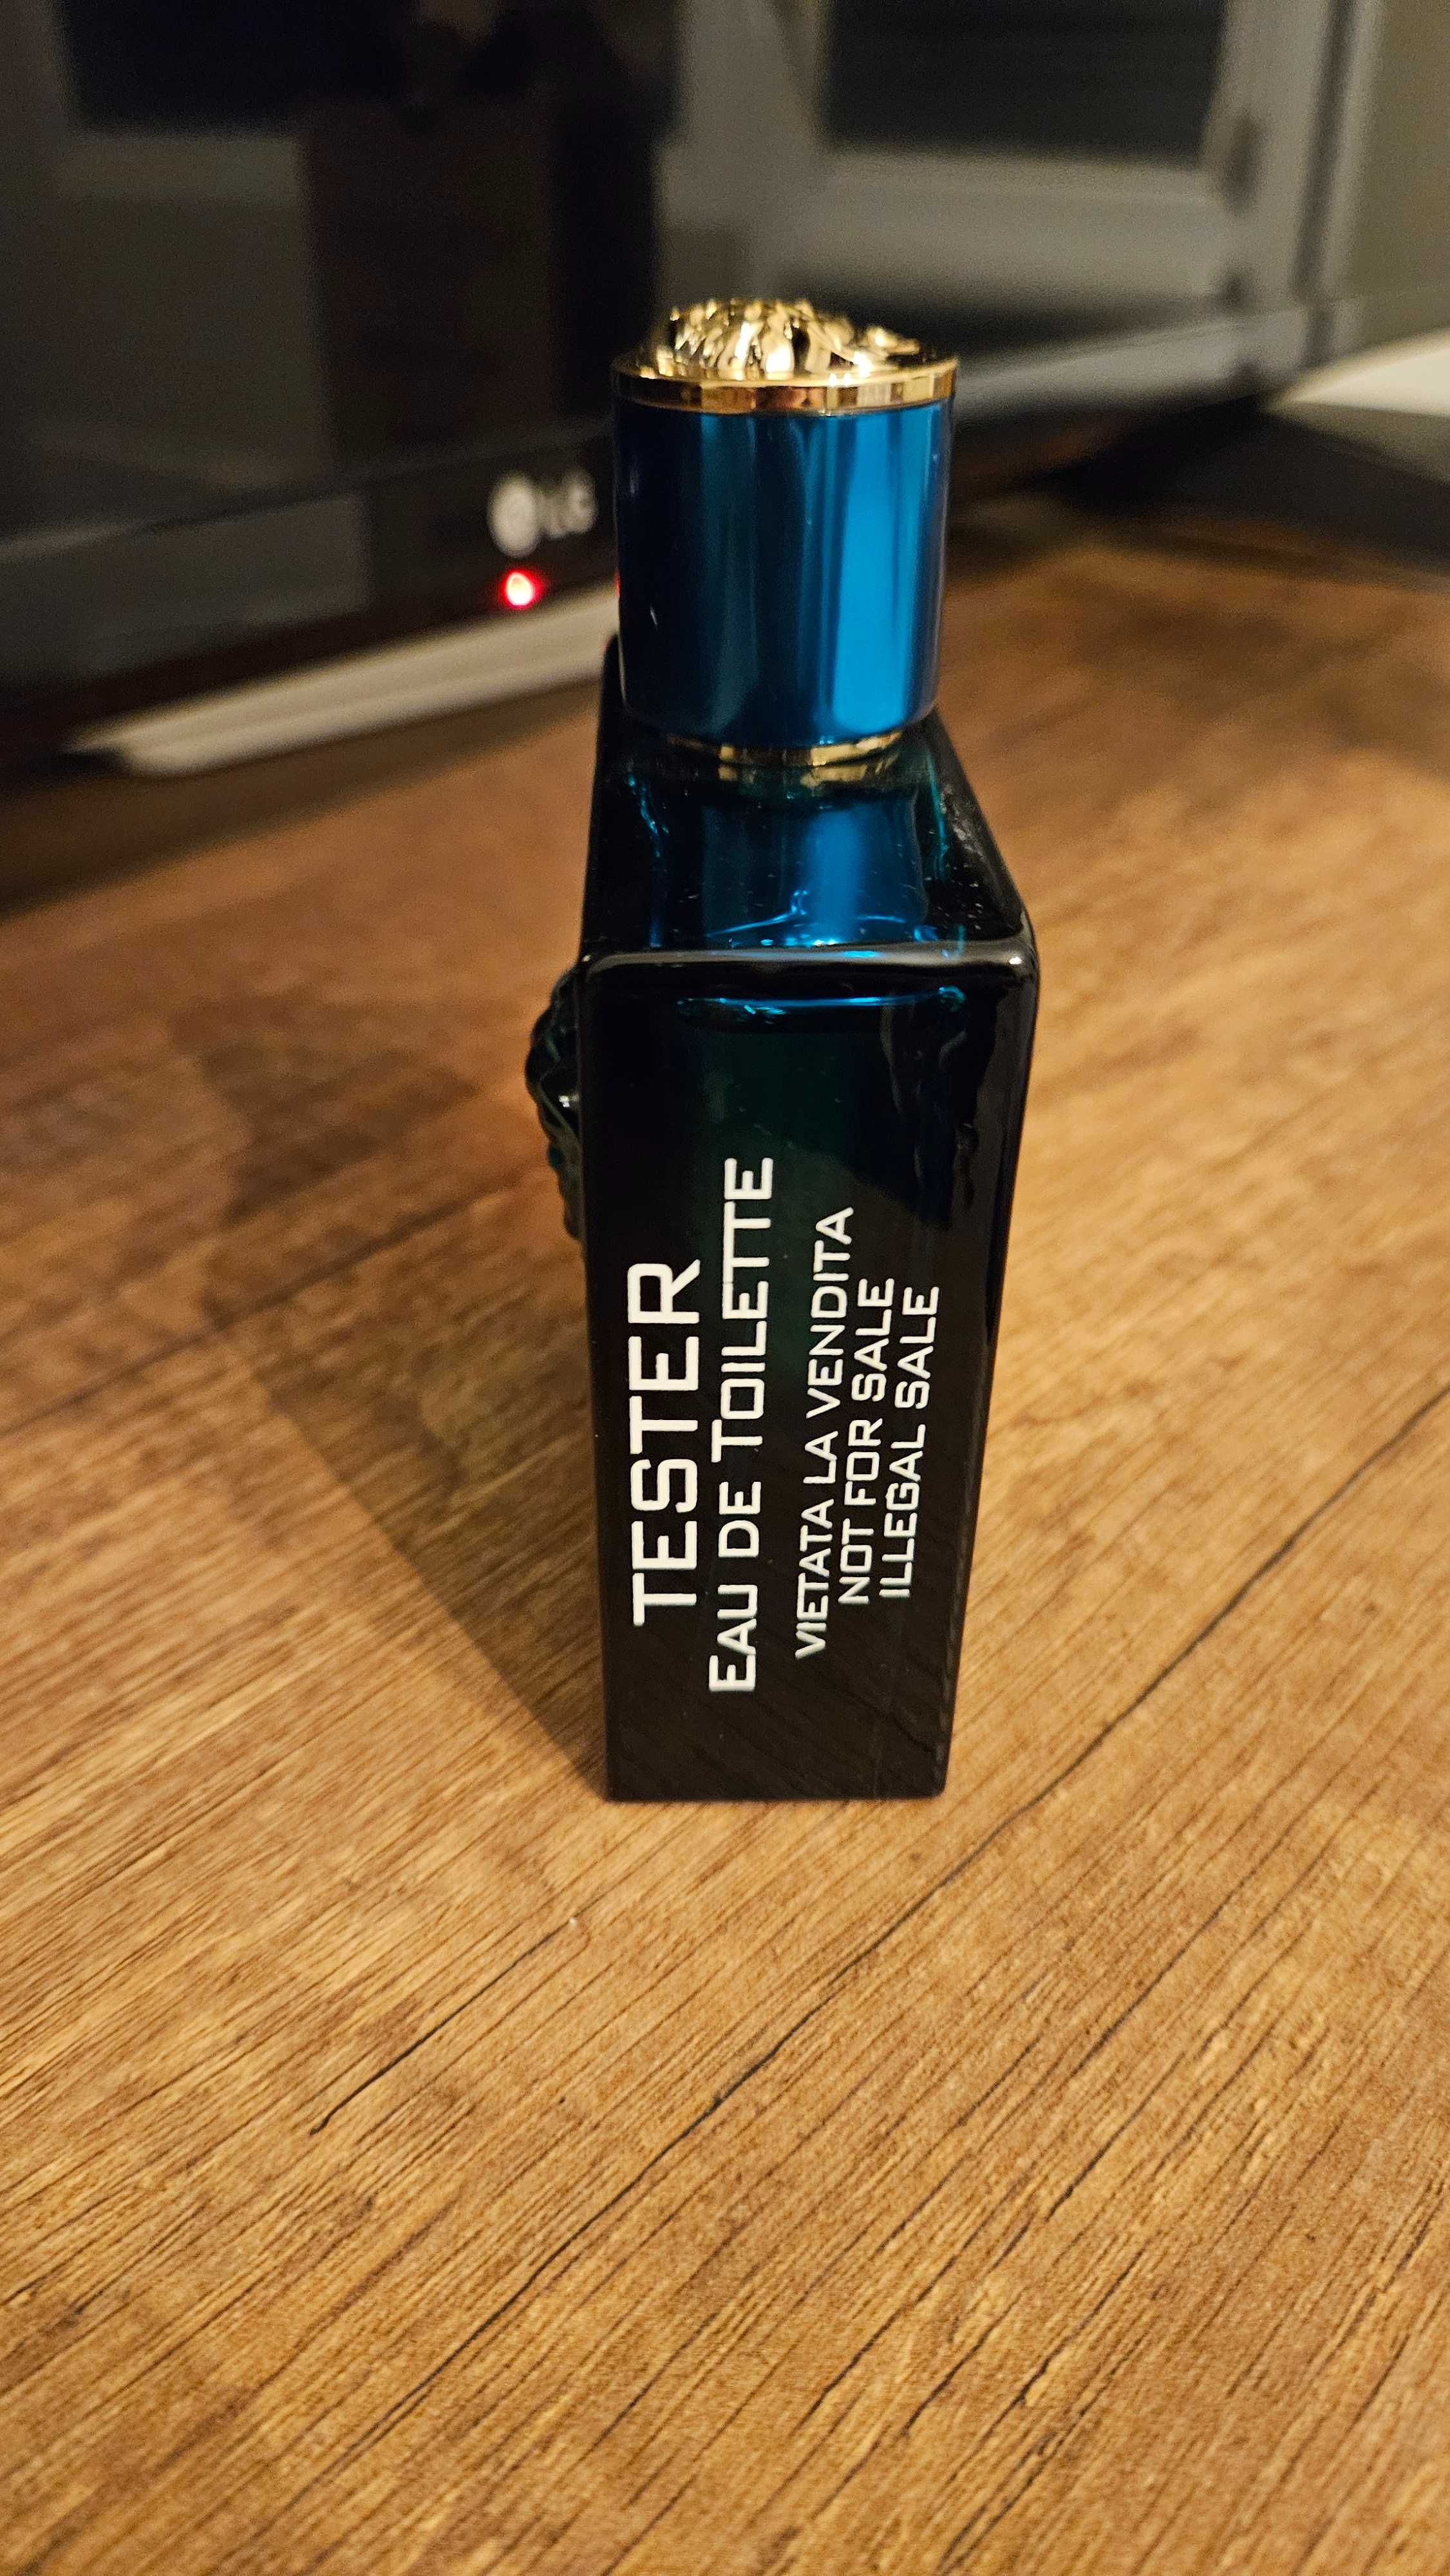 LG
TESTER
EAU DE TOILETTE
VIETATA LA VENDITA
NOT FOR SALE
ILLEGAL SALE